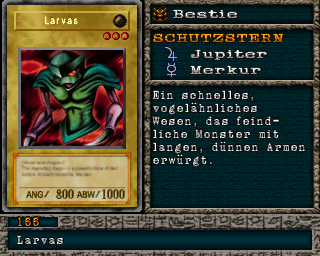 Larvas
ANG/ 800 ABW/1000
Bestie
SCHUTZSTERN
Jupiter
Merkur
Ein schnelles,
vogelähnliches
Wesen, das feind-
liche Monster mit
langen, dünnen Armen
erwürgt.
155
Larvas